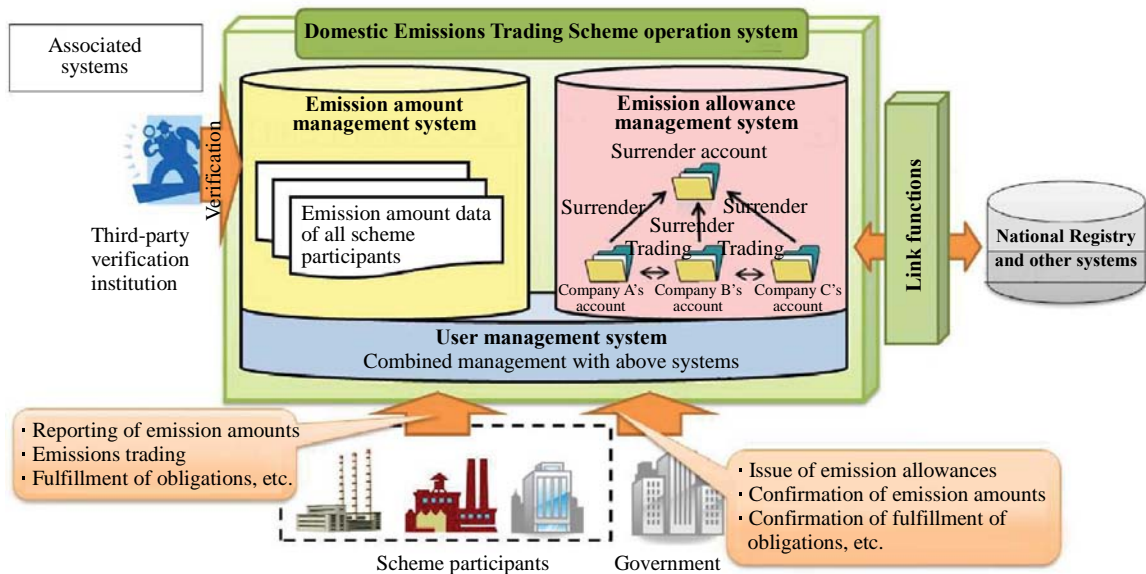 Associated
systems
Domestic Emissions Trading Scheme operation system
Emission amount
management system
Emission allowance
management system
Surrender account
Surrender
Surrender
Surrender
Trading
Trading
Company A's
account
Company B's
account
Company C's
account
Verification
Emission amount data
of all scheme
participants
Third-party
verification
institution
Link functions
National Registry
and other systems
User management system
Combined management with above systems
· Reporting of emission amounts
· Emissions trading
· Fulfillment of obligations, etc.
· Issue of emission allowances
· Confirmation of emission amounts
· Confirmation of fulfillment of
obligations, etc.
Scheme participants
Government